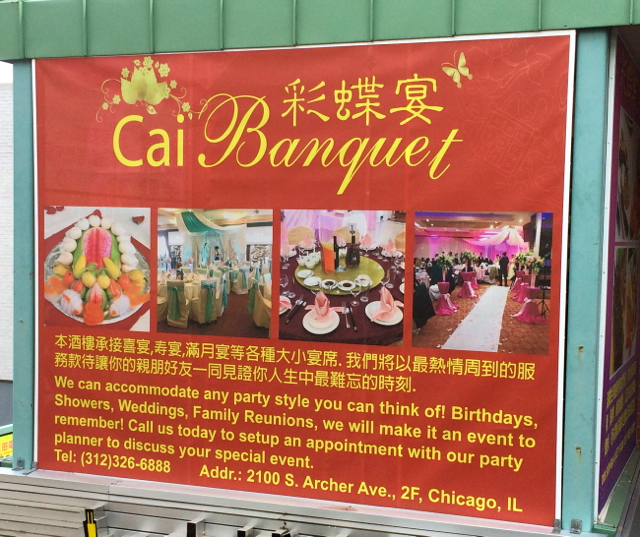 彩蝶宴
Cai Banquet
本酒樓承接喜宴,寿宴,滿月宴等各種大小宴席. 我們將以最熱情周到的服
務款待讓你的親朋好友一同見證你人生中最難忘的時刻.
We can accommodate any party style you can think of! Birthdays,
Showers, Weddings, Family Reunions, we will make it an event to
remember! Call us today to setup an appointment with our party
planner to discuss your special event.
Tel: (312)326-6888 Addr.: 2100 S. Archer Ave., 2F, Chicago, IL